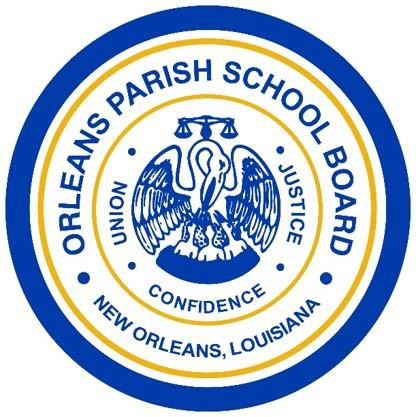 ORLEANS PARISH SCHOOL BOARD
UNION
JUSTICE
CONFIDENCE
NEW ORLEANS, LOUISIANA